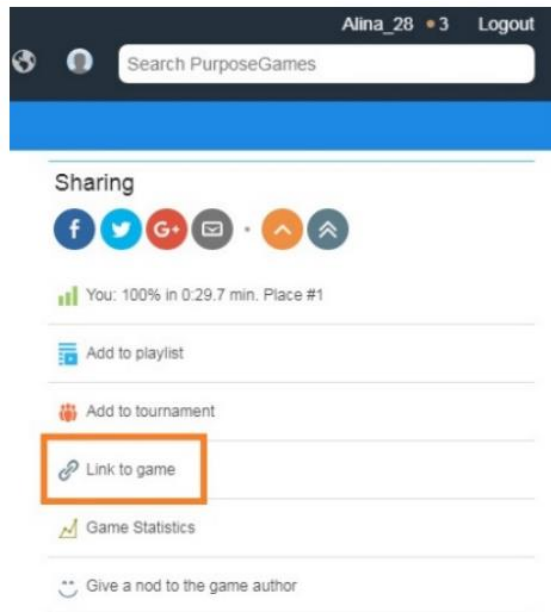 Alina_28 3 Logout
Search PurposeGames
Sharing
f G+
You: 100% in 0:29.7 min. Place #1
Add to playlist
Add to tournament
Link to game
Game Statistics
Give a nod to the game author